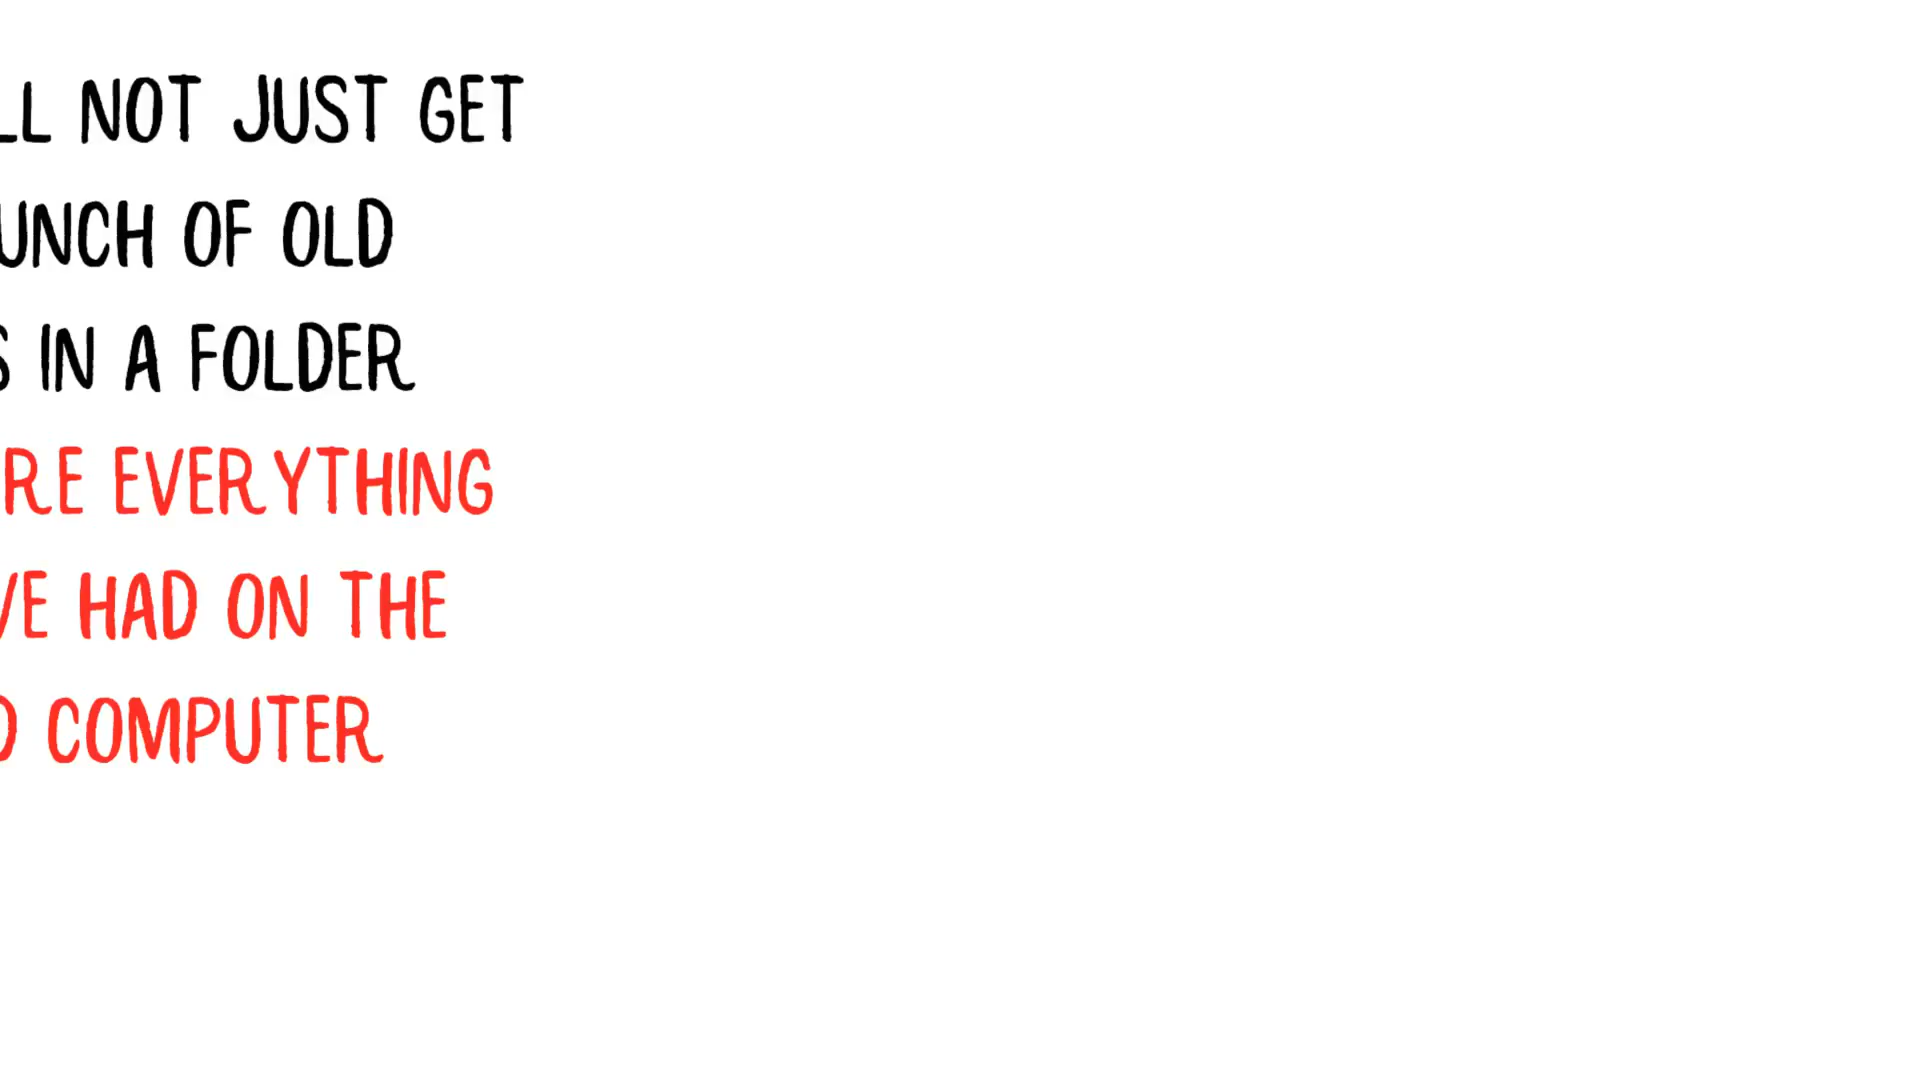 LL NOT JUST GET
UNCH OF OLD
S IN A FOLDER
RE EVERYTHING
VE HAD ON THE
D COMPUTER